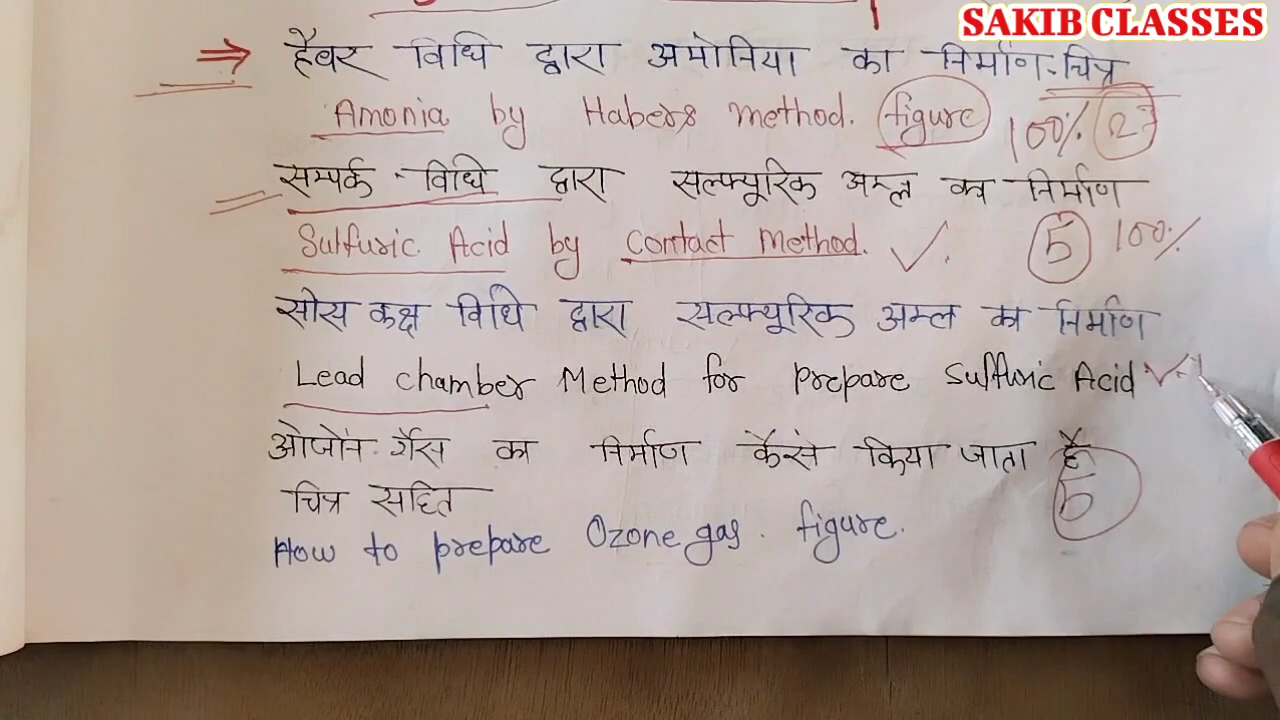 SAKIB CLASSES
⇒ हैबर विधि द्वारा अमोनिया का निर्माण-चित्र
Amonia by Habers Method. figure 100% 2
सम्पर्क - विधि द्वारा सल्फ्यूरिक अम्ल का निर्माण
Sulfuric Acid by Contact Method. ✓. 5 100%
सीस कक्ष विधि द्वारा सल्फ्यूरिक अम्ल का निर्माण
Lead chamber Method for prepare Sulfuric Acid ✓
ओजोन गैस का निर्माण कैसे किया जाता है
चित्र सहित 5
How to prepare Ozone gas. figure.